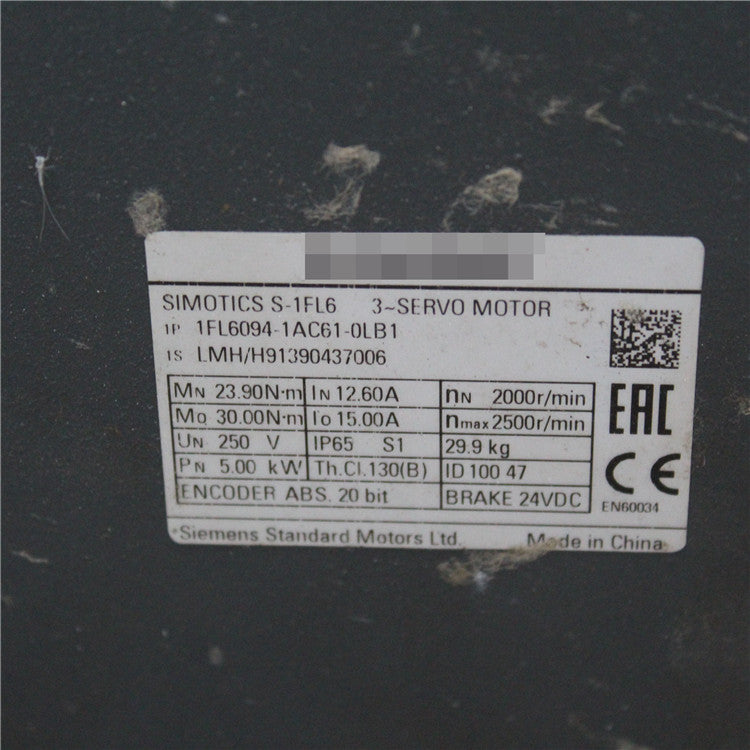 SIMOTICS S-1FL6 3~SERVO MOTOR
1P 1FL6094-1AC61-0LB1
1S LMH/H91390437006
MN 23.90N·m IN 12.60A nN 2000r/min
M0 30.00N·m I0 15.00A nmax 2500r/min
UN 250 V IP65 S1 29.9 kg
PN 5.00 kW Th.Cl.130(B) ID 100 47
ENCODER ABS. 20 bit BRAKE 24VDC
EAC
CE
EN60034
Siemens Standard Motors Ltd. Made in China